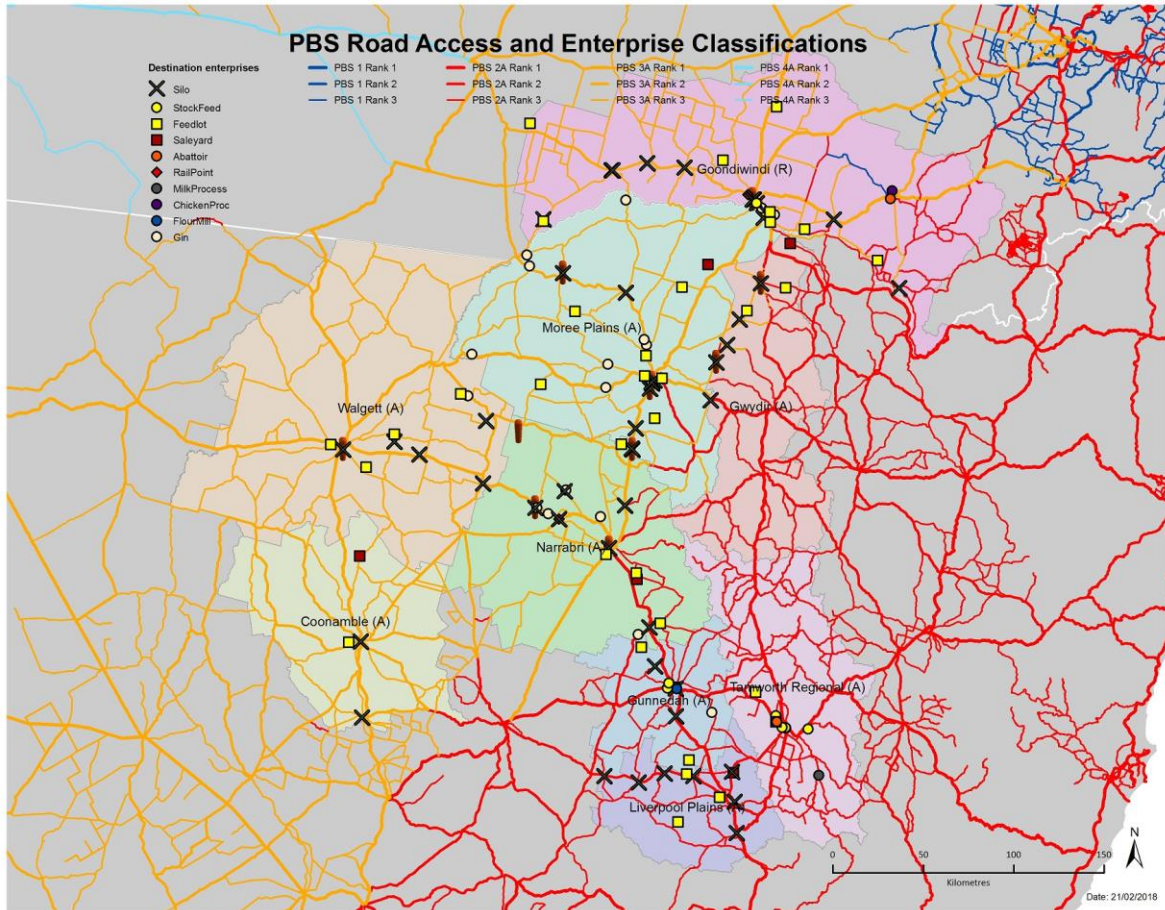 PBS Road Access and Enterprise Classifications
Destination enterprises
Silo
StockFeed
Feedlot
Saleyard
Abattoir
RailPoint
MilkProcess
ChickenProc
FlourMill
Gin
PBS 1 Rank 1
PBS 1 Rank 2
PBS 1 Rank 3
PBS 2A Rank 1
PBS 2A Rank 2
PBS 2A Rank 3
PBS 3A Rank 1
PBS 3A Rank 2
PBS 3A Rank 3
PBS 4A Rank 1
PBS 4A Rank 2
PBS 4A Rank 3
Goondiwindi (R)
Moree Plains (A)
Walgett (A)
Gwydir (A)
Narrabri (A)
Coonamble (A)
Tamworth Regional (A)
Gunnedah (A)
Liverpool Plains
N
0 50 100 150
Kilometres
Date: 21/02/2018